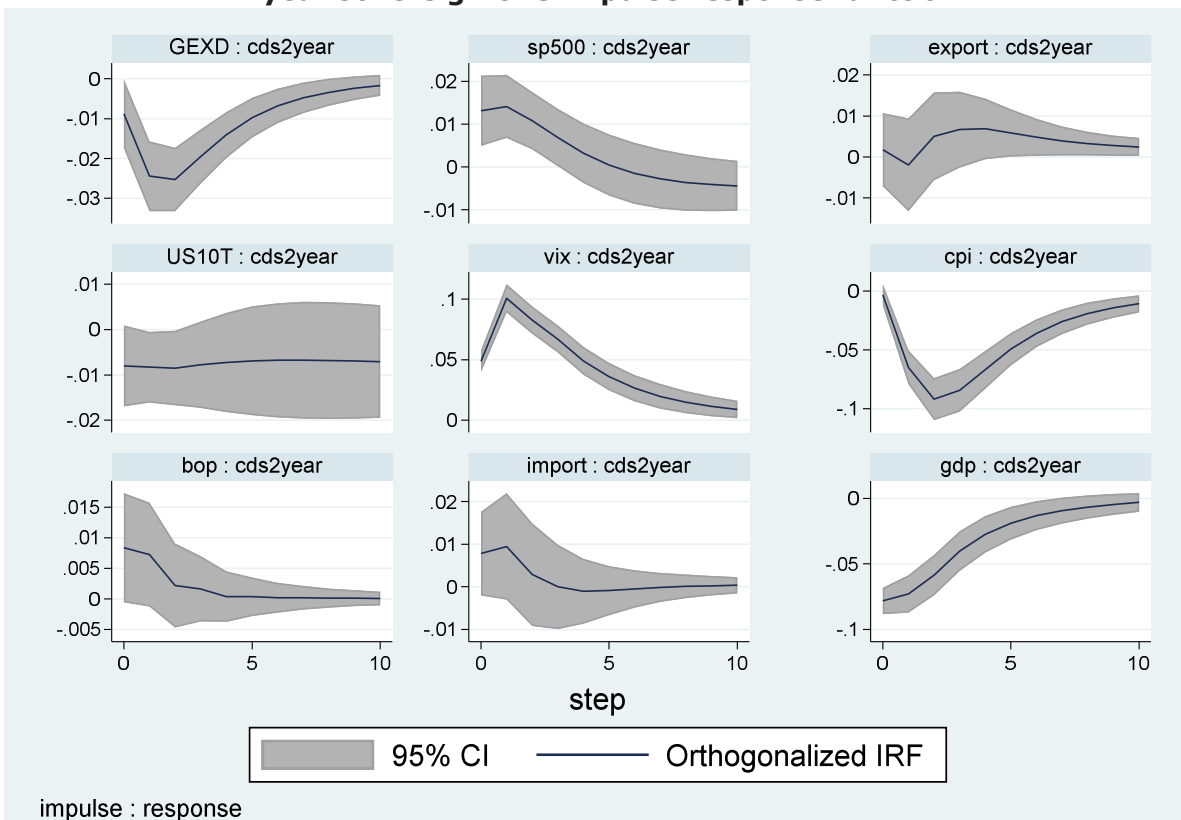 GEXD : cds2year
sp500 : cds2year
export : cds2year
0
-.01
-.02
-.03
.02
.01
0
-.01
.02
.01
0
-.01
US10T : cds2year
vix : cds2year
cpi : cds2year
.01
0
-.01
-.02
.1
.05
0
0
-.05
-.1
bop : cds2year
import : cds2year
gdp : cds2year
.015
.01
.005
0
-.005
.02
.01
0
-.01
0
-.05
-.1
0 5 10
0 5 10
0 5 10
step
95% CI
Orthogonalized IRF
impulse : response